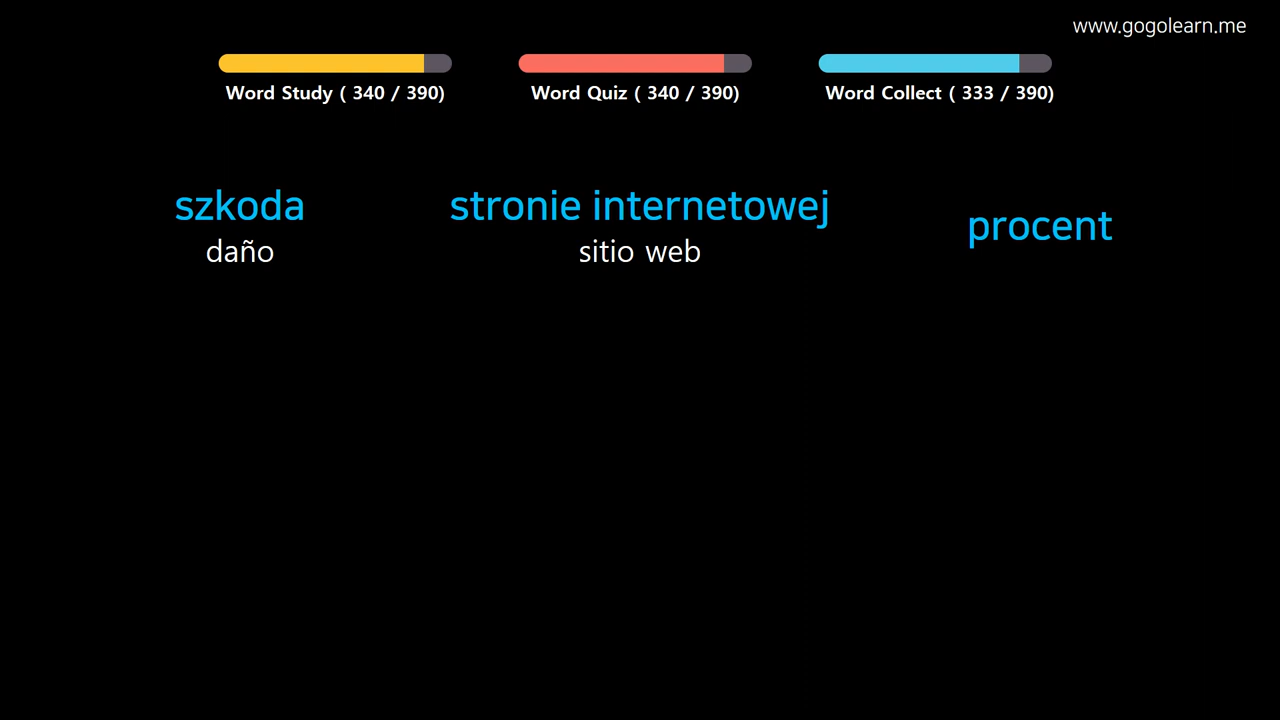 www.gogolearn.me
Word Study ( 340 / 390)
Word Quiz ( 340 / 390)
Word Collect ( 333 / 390)
szkoda
daño
stronie internetowej
sitio web
procent